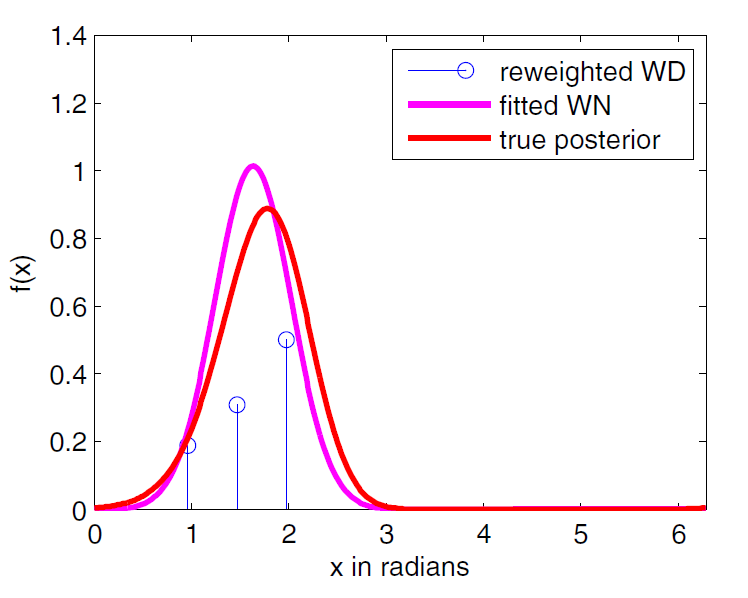 1.4
1.2
1
0.8
0.6
0.4
0.2
0
f(x)
reweighted WD
fitted WN
true posterior
0 1 2 3 4 5 6
x in radians